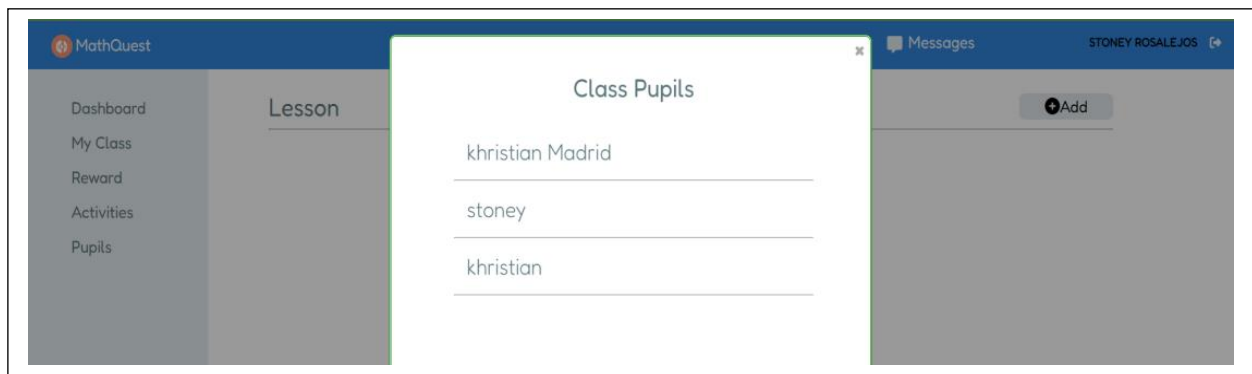 MathQuest
Messages
STONEY ROSALEJOS
Dashboard
My Class
Reward
Activities
Pupils
Lesson
Add
×
Class Pupils
khristian Madrid
stoney
khristian